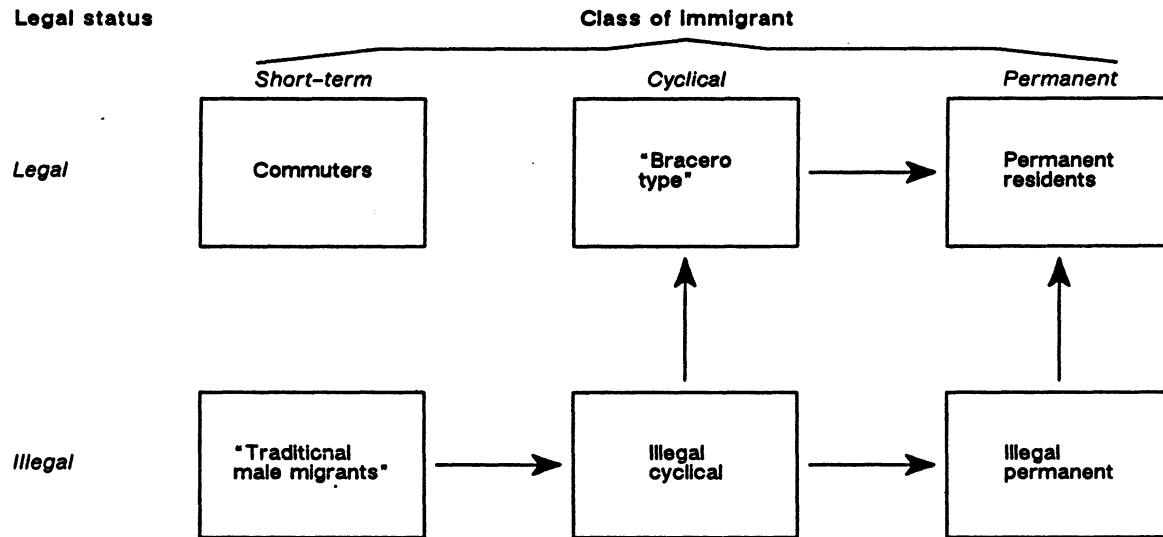 Legal status
Class of immigrant
Short-term
Cyclical
Permanent
Legal
Commuters
"Bracero
type"
Permanent
residents
Illegal
"Traditional
male migrants"
Illegal
cyclical
Illegal
permanent